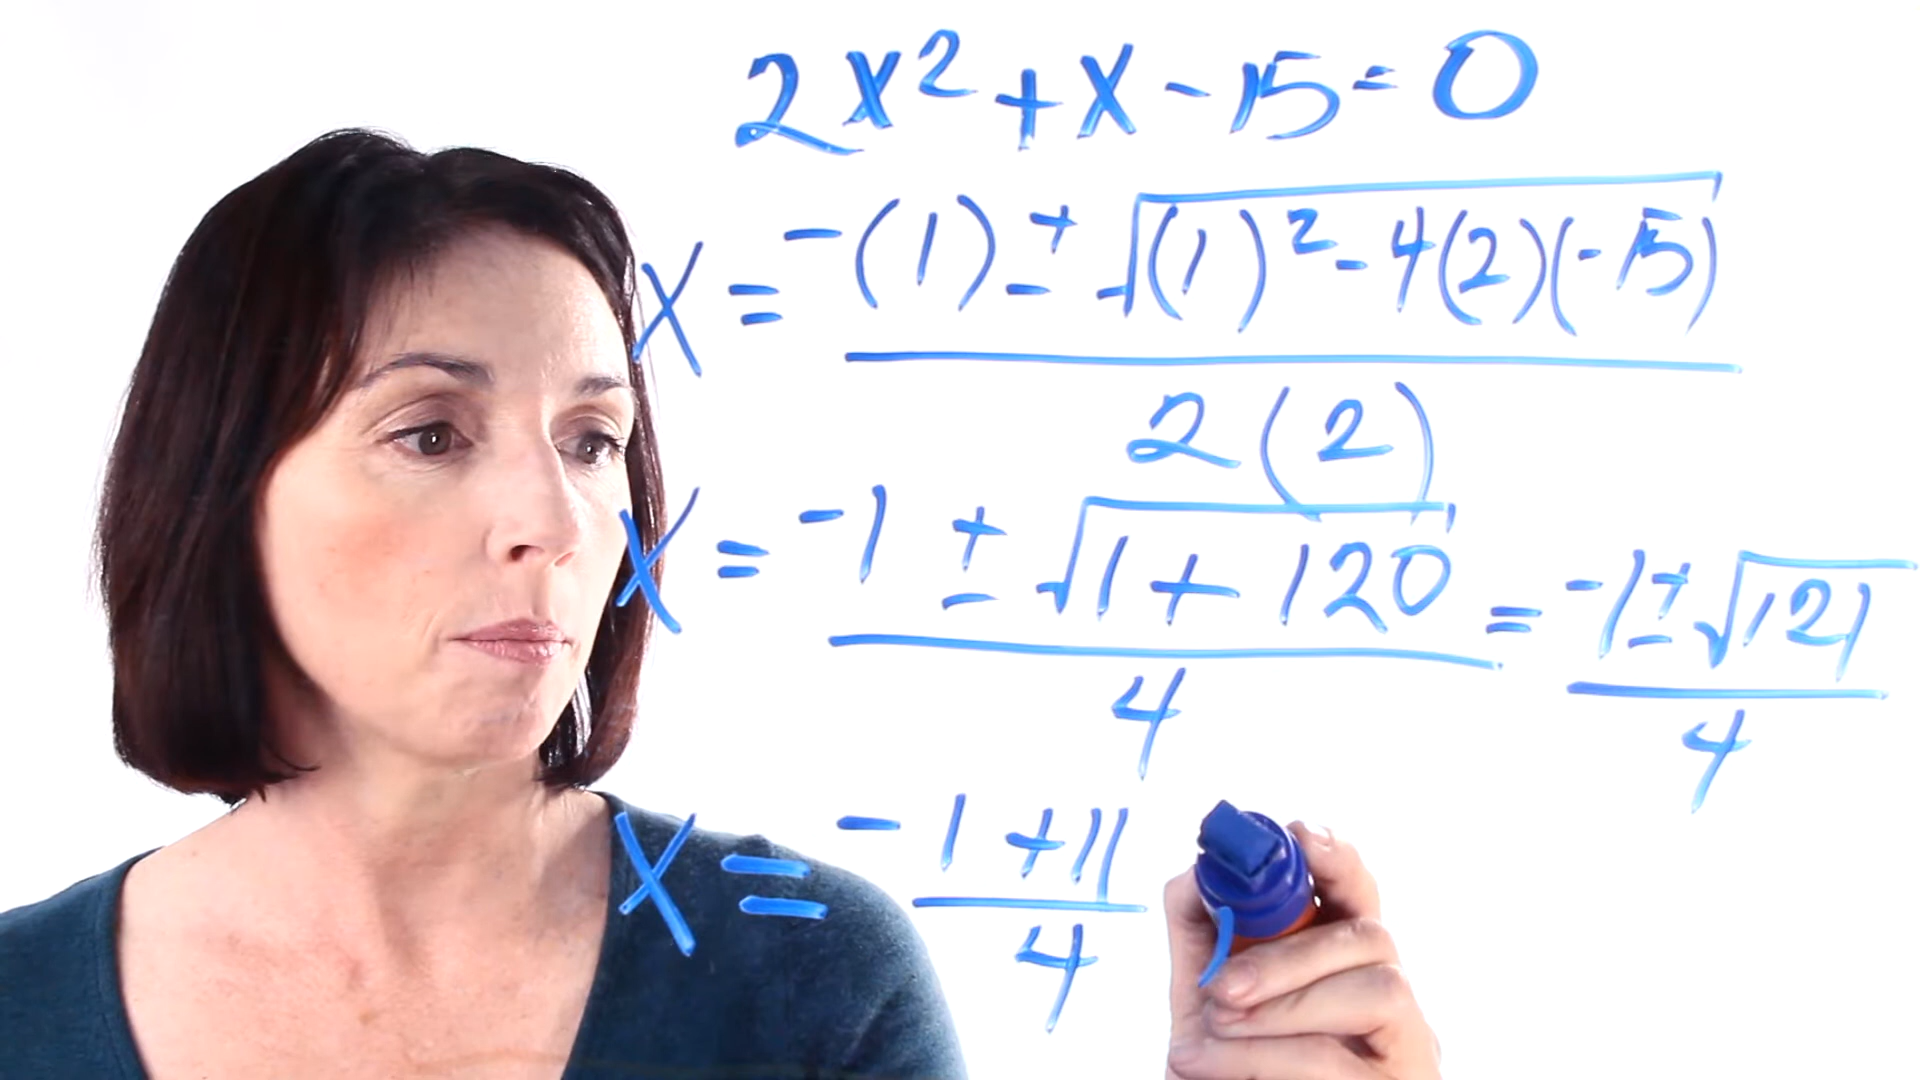 2x² + x - 15 = 0
x = -(1) ± √(1)² - 4(2)(-15)
2(2)
x = -1 ± √1 + 120 = -1 ± √121
4 4
x = -1 + 11 ,
4